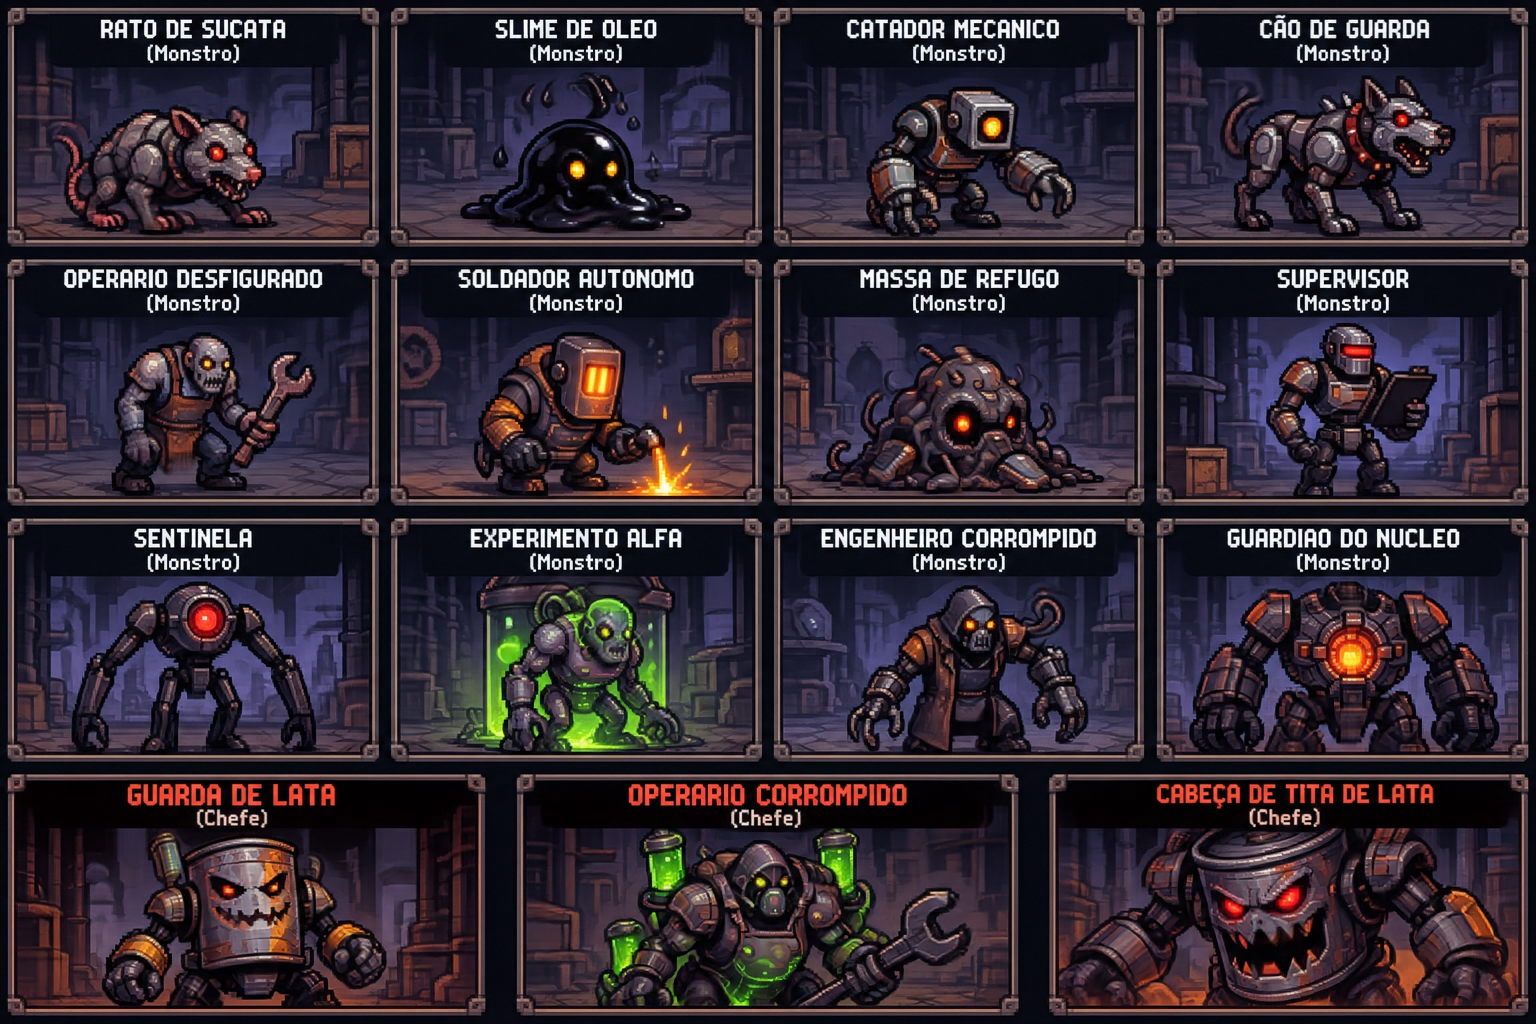 RATO DE SUCATA
(Monstro)
SLIME DE OLEO
(Monstro)
CATADOR MECANICO
(Monstro)
CÃO DE GUARDA
(Monstro)
OPERARIO DESFIGURADO
(Monstro)
SOLDADOR AUTONOMO
(Monstro)
MASSA DE REFUGO
(Monstro)
SUPERVISOR
(Monstro)
SENTINELA
(Monstro)
EXPERIMENTO ALFA
(Monstro)
ENGENHEIRO CORROMPIDO
(Monstro)
GUARDIAO DO NUCLEO
(Monstro)
GUARDA DE LATA
(Chefe)
OPERARIO CORROMPIDO
(Chefe)
CABEÇA DE TITA DE LATA
(Chefe)